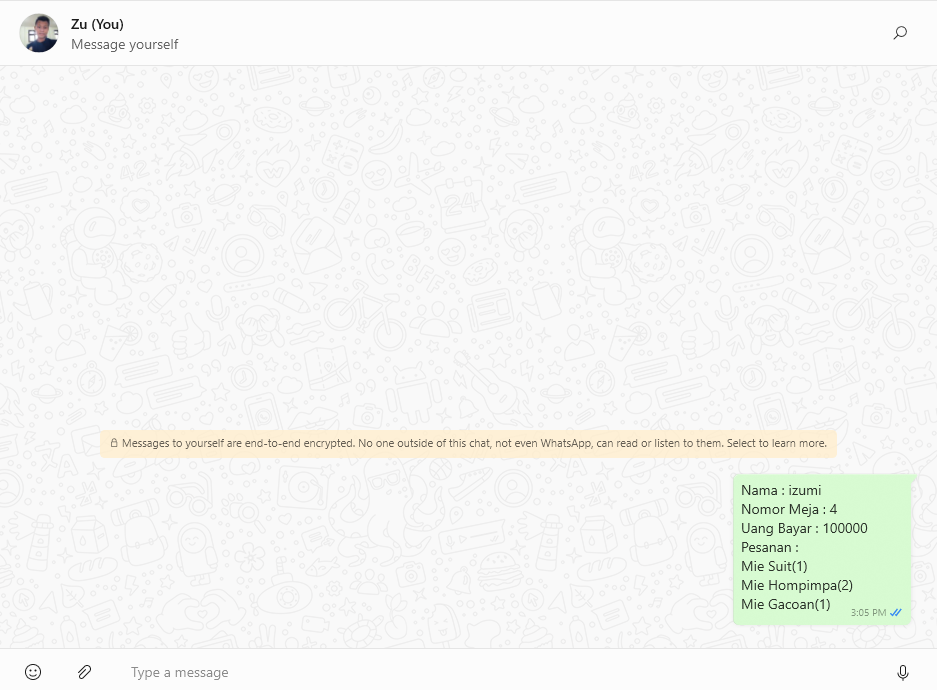 Zu (You)
Message yourself
Messages to yourself are end-to-end encrypted. No one outside of this chat, not even WhatsApp, can read or listen to them. Select to learn more.
Nama : izumi
Nomor Meja : 4
Uang Bayar : 100000
Pesanan :
Mie Suit(1)
Mie Hompimpa(2)
Mie Gacoan(1)
3:05 PM
Type a message